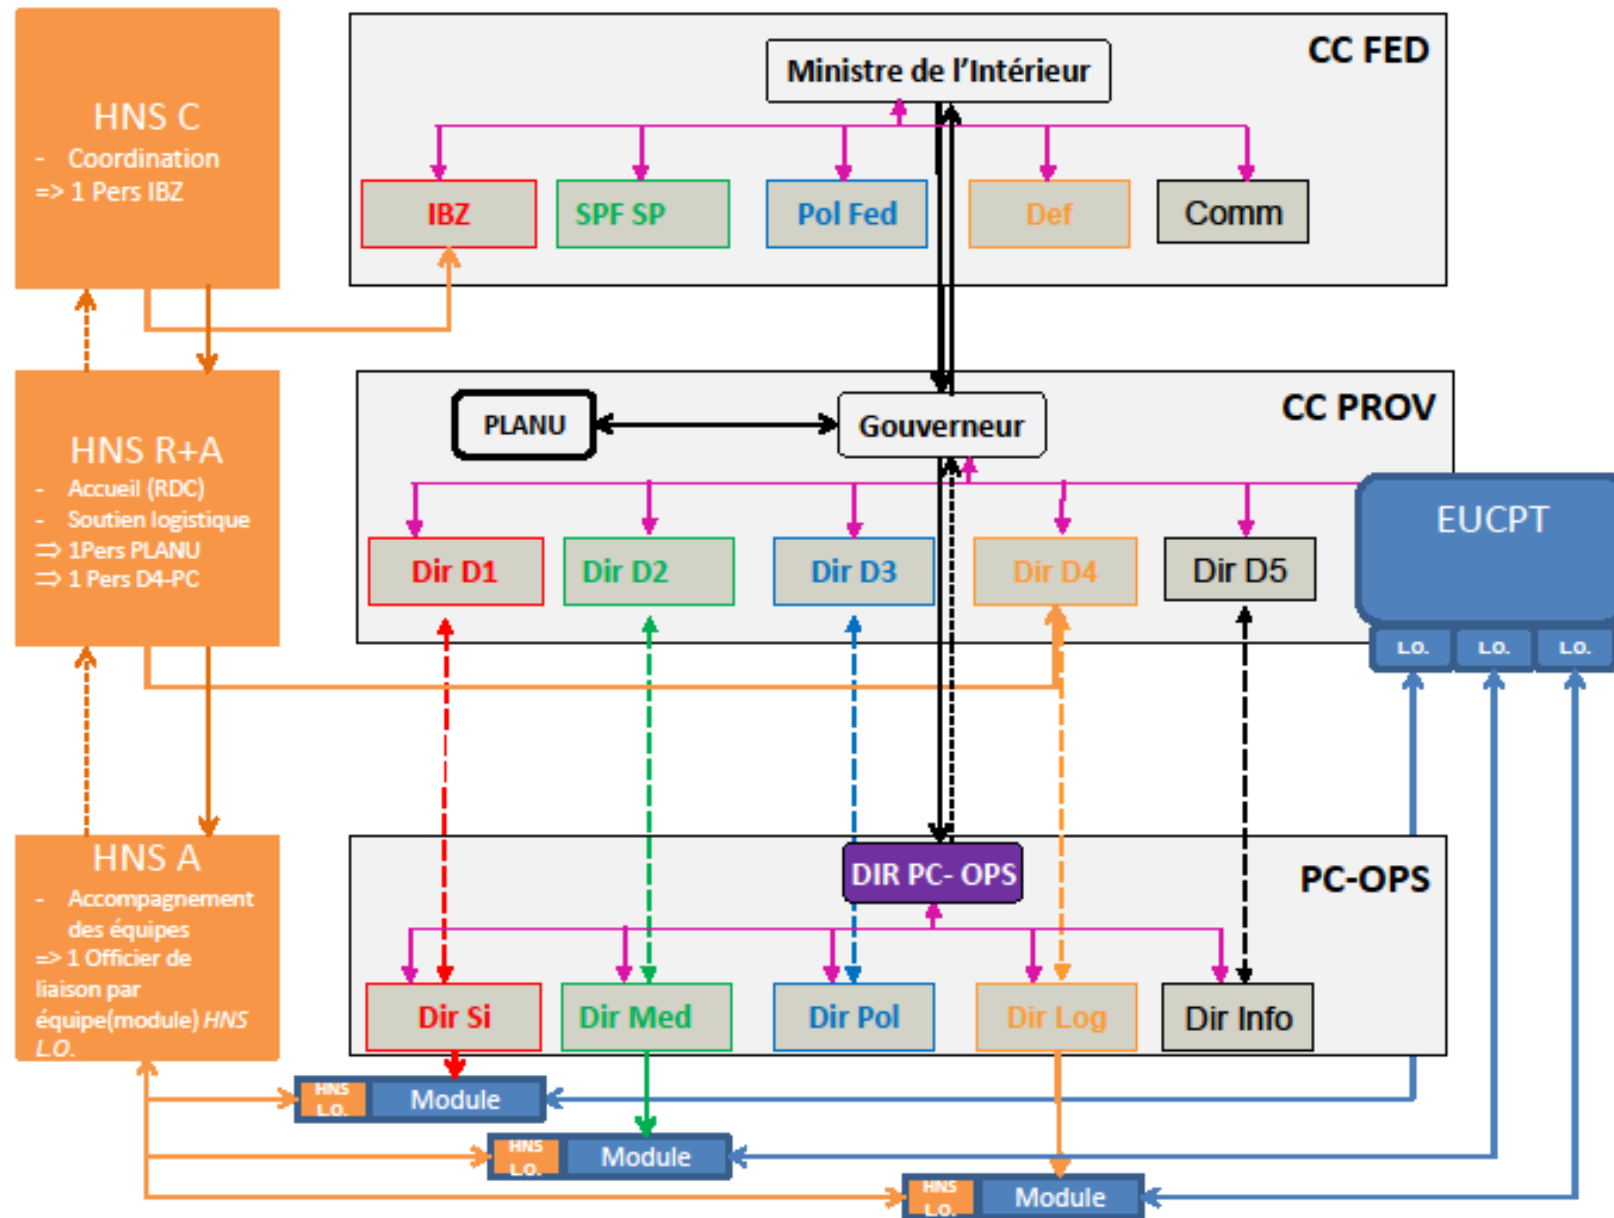 HNS C
- Coordination
=> 1 Pers IBZ
CC FED
Ministre de l'Intérieur
IBZ
SPF SP
Pol Fed
Def
Comm
HNS R+A
- Accueil (RDC)
- Soutien logistique
⇒ 1Pers PLANU
⇒ 1 Pers D4-PC
CC PROV
PLANU
Gouverneur
Dir D1
Dir D2
Dir D3
Dir D4
Dir D5
EUCPT
L.O.
L.O.
L.O.
HNS A
- Accompagnement
des équipes
=> 1 Officier de
liaison par
équipe(module) HNS
L.O.
PC-OPS
DIR PC- OPS
Dir Si
Dir Med
Dir Pol
Dir Log
Dir Info
HNS
L.O.
Module
HNS
L.O.
Module
HNS
L.O.
Module